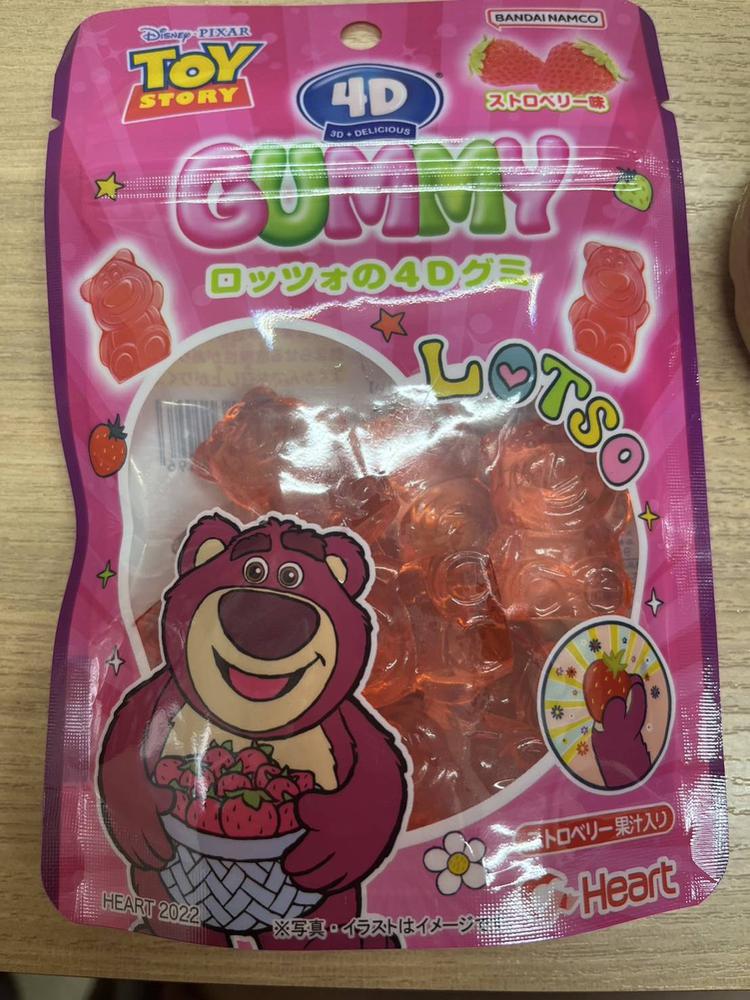 Disney·PIXAR
TOY
STORY
BANDAI NAMCO
ストロベリー味
4D
3D + DELICIOUS
GUMMY
ロッツォの4Dグミ
LOTSO
ストロベリー果汁入り
Heart
HEART 2022
※写真・イラストはイメージで